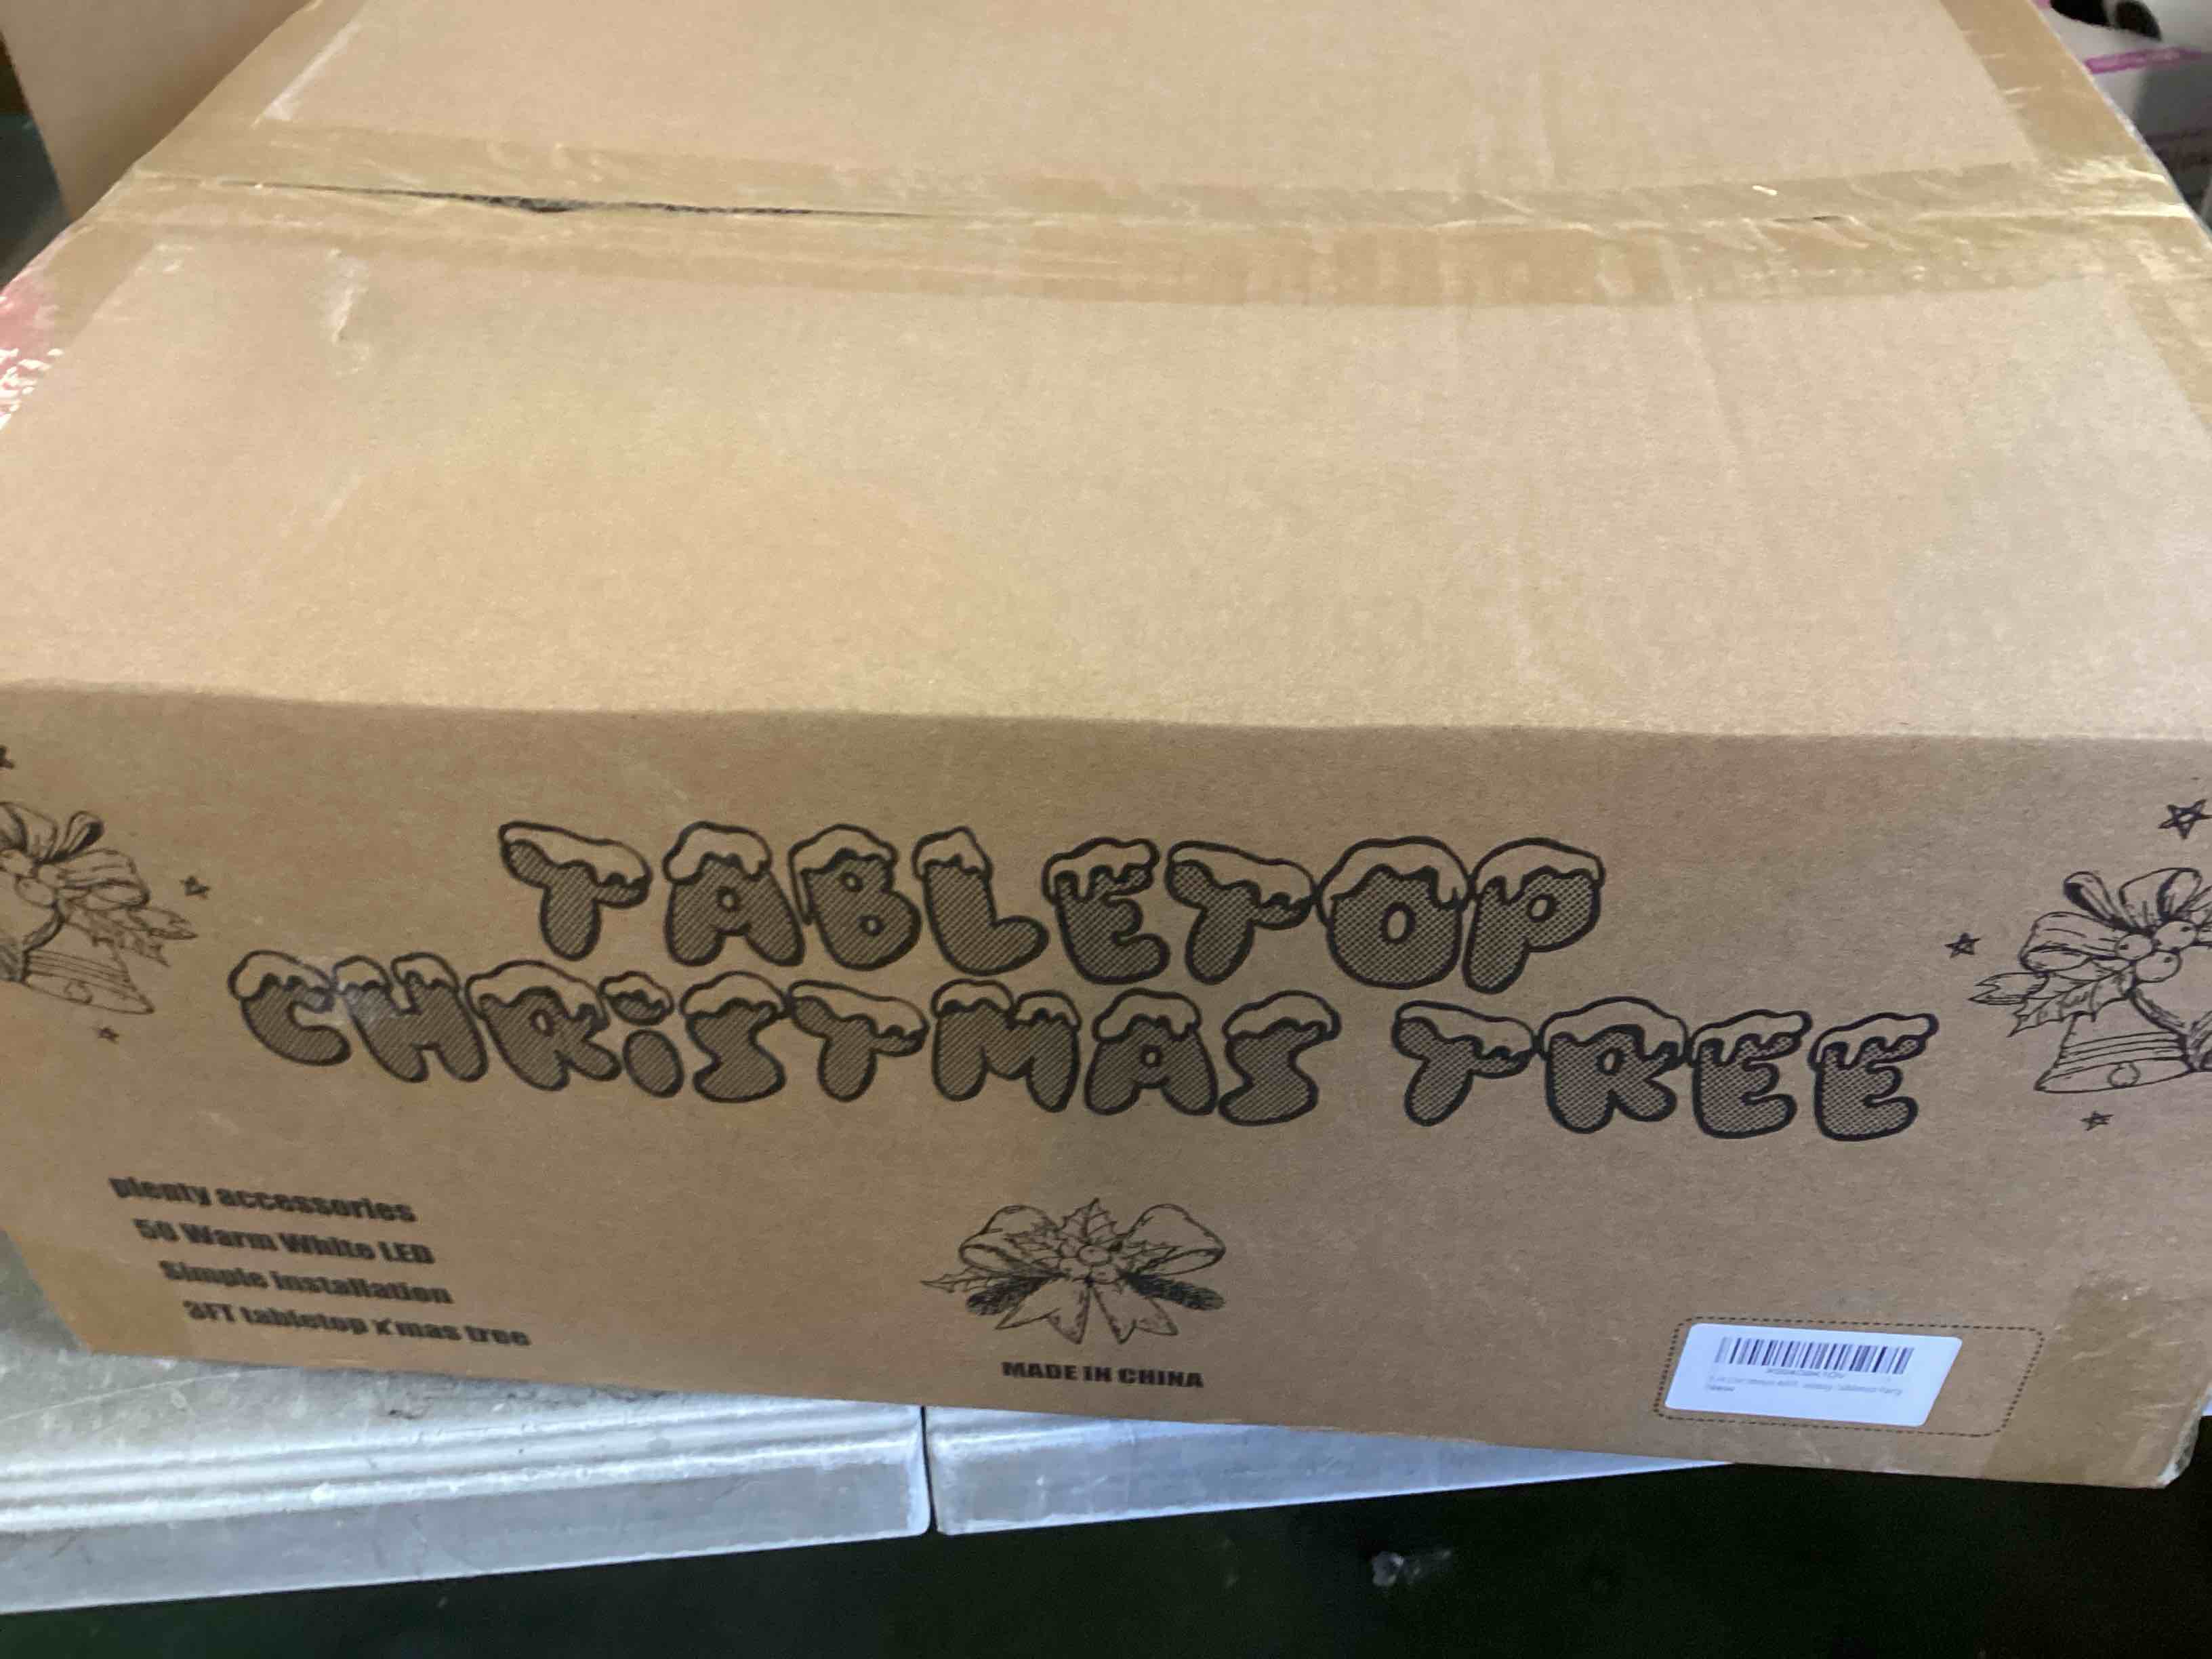 TABLETOP
CHRiSTMAS TREE
plenty accessories
50 Warm White LED
Simple installation
3FT tabletop x'mas tree
MADE IN CHINA